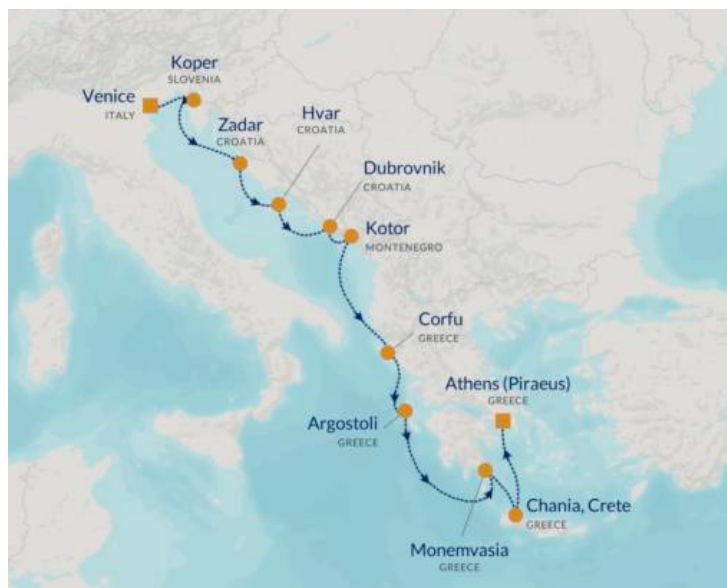 Koper
SLOVENIA
Venice
ITALY
Zadar
CROATIA
Hvar
CROATIA
Dubrovnik
CROATIA
Kotor
MONTENEGRO
Corfu
GREECE
Athens (Piraeus)
GREECE
Argostoli
GREECE
Chania, Crete
GREECE
Monemvasia
GREECE